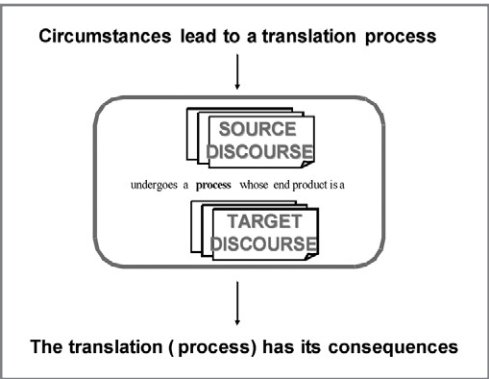 Circumstances lead to a translation process
SOURCE
DISCOURSE
undergoes a process whose end product is a
TARGET
DISCOURSE
The translation ( process) has its consequences